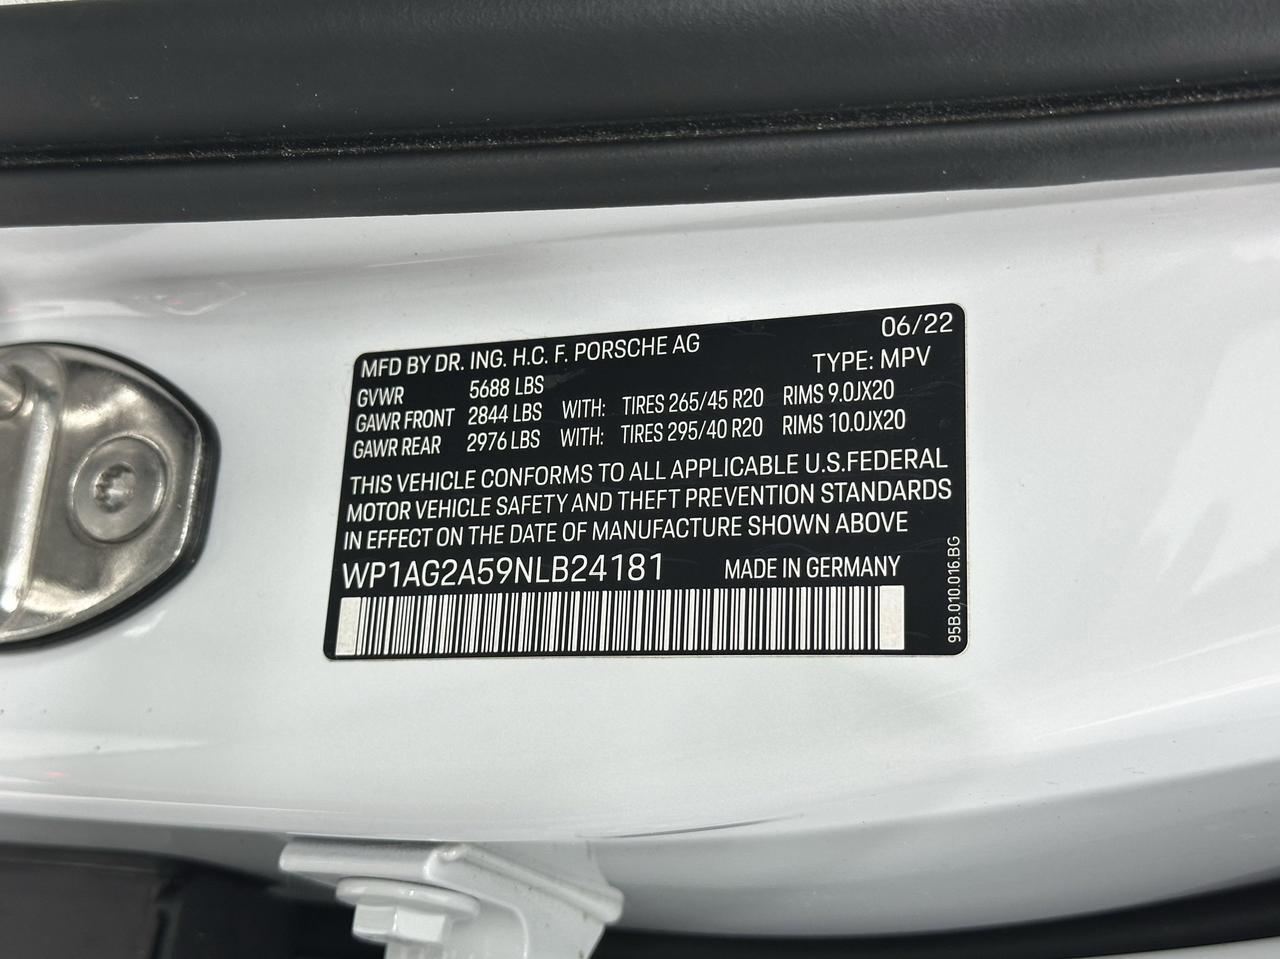 06/22
MFD BY DR. ING. H.C. F. PORSCHE AG
TYPE: MPV
GVWR 5688 LBS
GAWR FRONT 2844 LBS WITH: TIRES 265/45 R20 RIMS 9.0JX20
GAWR REAR 2976 LBS WITH: TIRES 295/40 R20 RIMS 10.0JX20
THIS VEHICLE CONFORMS TO ALL APPLICABLE U.S.FEDERAL
MOTOR VEHICLE SAFETY AND THEFT PREVENTION STANDARDS
IN EFFECT ON THE DATE OF MANUFACTURE SHOWN ABOVE
WP1AG2A59NLB24181 MADE IN GERMANY
95B.010.016.BG